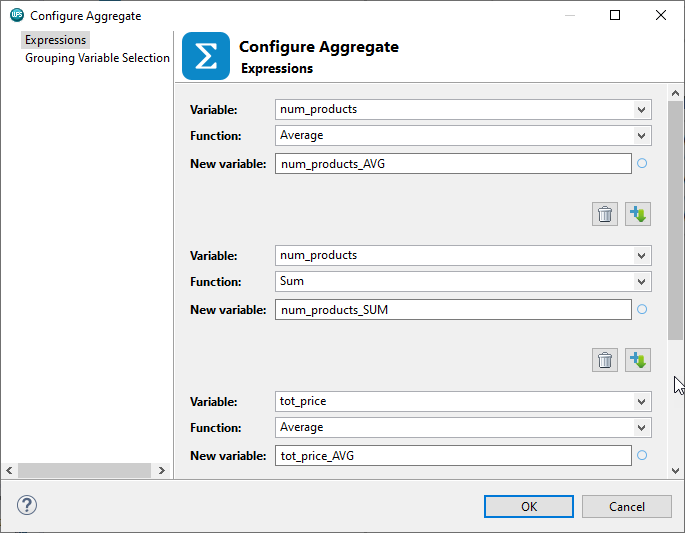 WPS Configure Aggregate
Expressions
Grouping Variable Selection
Σ
Configure Aggregate
Expressions
Variable: num_products
Function: Average
New variable: num_products_AVG
Variable: num_products
Function: Sum
New variable: num_products_SUM
Variable: tot_price
Function: Average
New variable: tot_price_AVG
?
OK Cancel